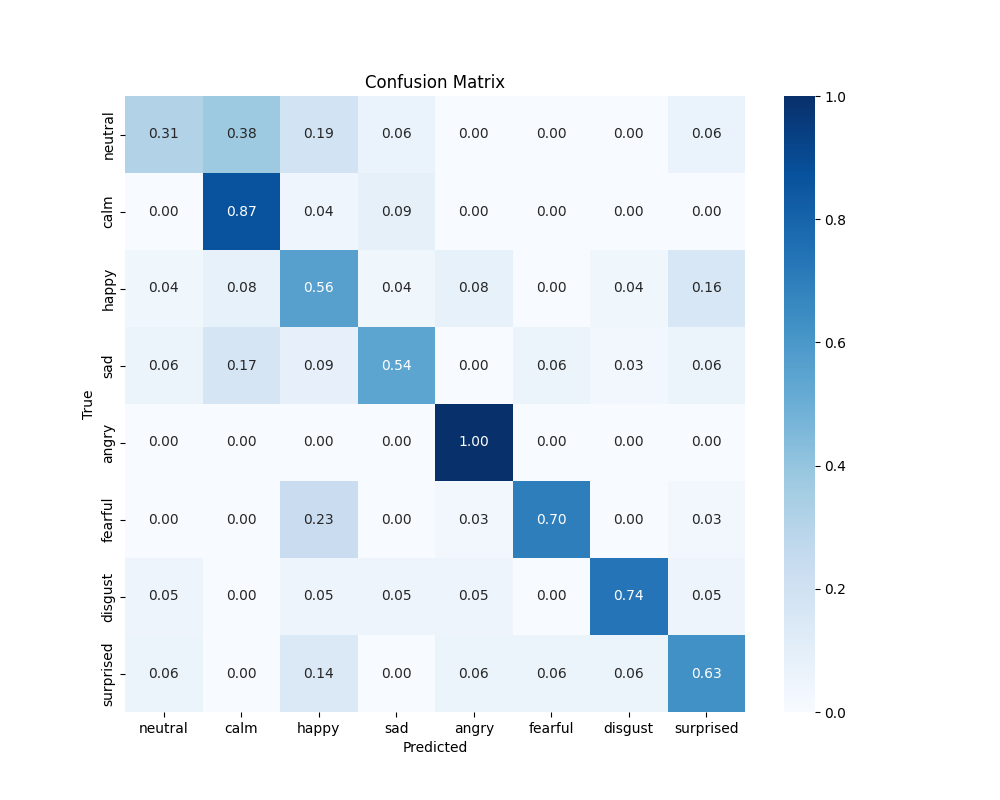 Confusion Matrix
neutral 0.31 0.38 0.19 0.06 0.00 0.00 0.00 0.06
calm 0.00 0.87 0.04 0.09 0.00 0.00 0.00 0.00
happy 0.04 0.08 0.56 0.04 0.08 0.00 0.04 0.16
sad 0.06 0.17 0.09 0.54 0.00 0.06 0.03 0.06
angry 0.00 0.00 0.00 0.00 1.00 0.00 0.00 0.00
fearful 0.00 0.00 0.23 0.00 0.03 0.70 0.00 0.03
disgust 0.05 0.00 0.05 0.05 0.05 0.00 0.74 0.05
surprised 0.06 0.00 0.14 0.00 0.06 0.06 0.06 0.63
True
neutral calm happy sad angry fearful disgust surprised
Predicted
1.0
0.8
0.6
0.4
0.2
0.0